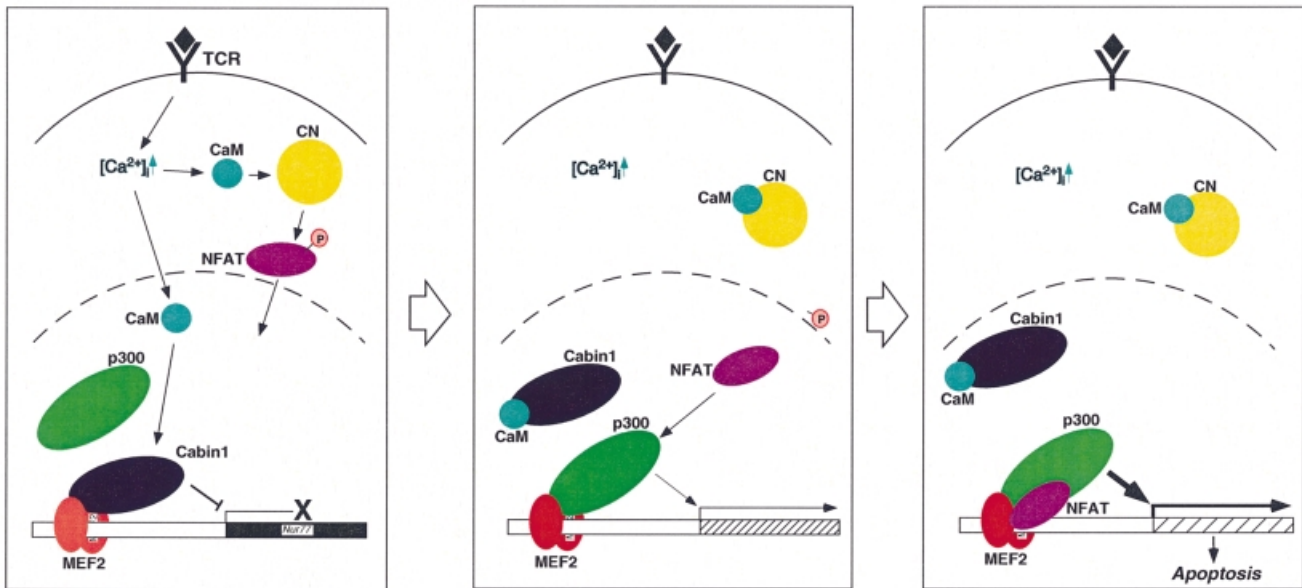 TCR
CN
CaM
[Ca²⁺]i
P
NFAT
CaM
p300
Cabin1
X
Nur77
MEF2
CN
[Ca²⁺]i
CaM
P
Cabin1
NFAT
CaM
p300
MEF2
[Ca²⁺]i
CN
CaM
Cabin1
CaM
p300
NFAT
MEF2
Apoptosis